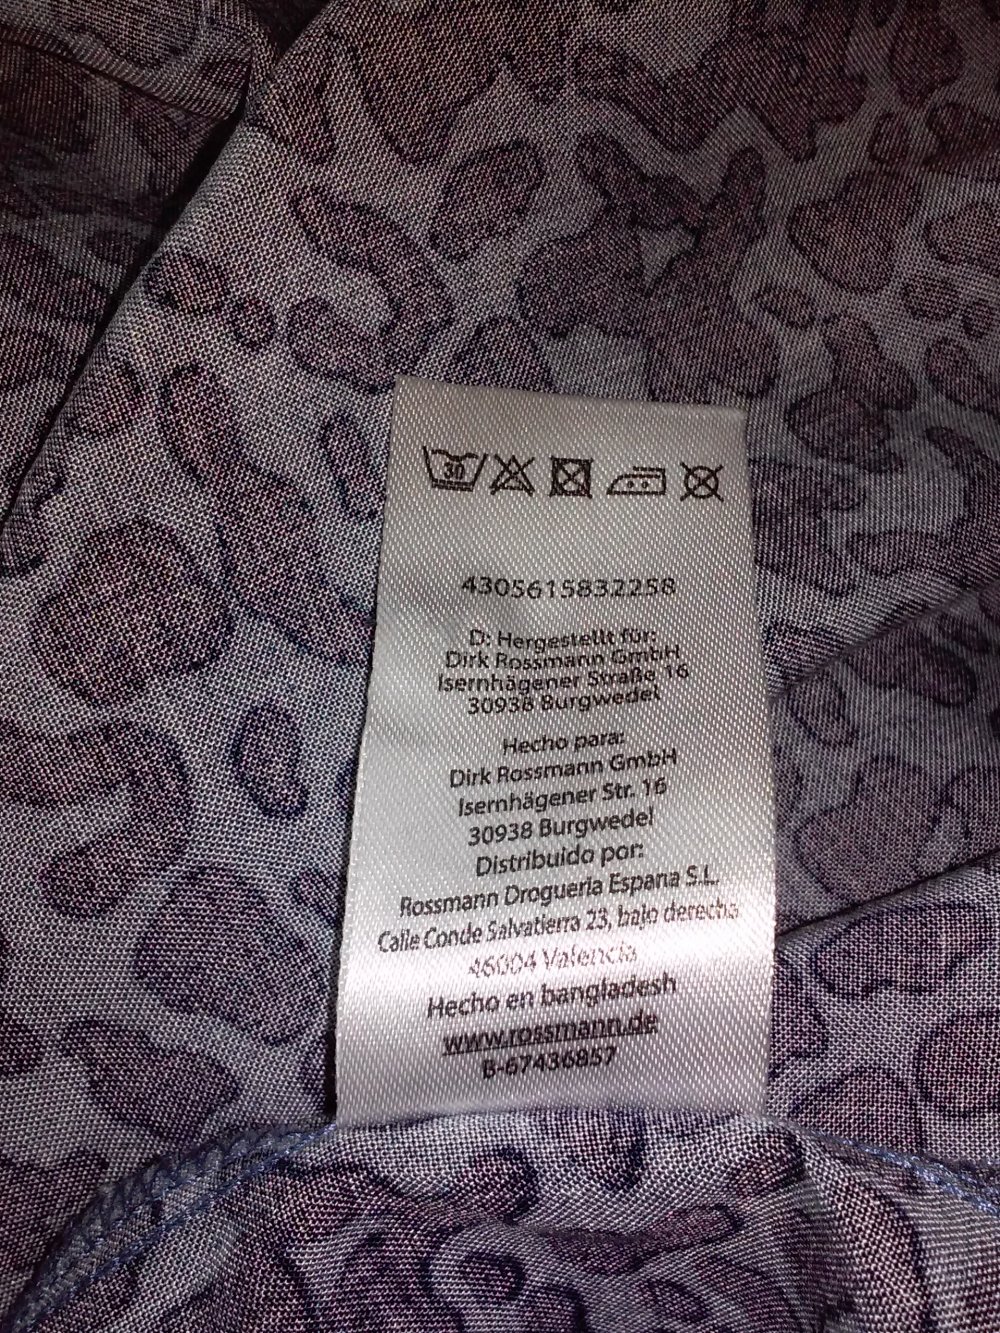 30
4305615832258
D: Hergestellt für:
Dirk Rossmann GmbH
Isernhägener Straße 16
30938 Burgwedel
Hecho para:
Dirk Rossmann GmbH
Isernhägener Str. 16
30938 Burgwedel
Distribuido por:
Rossmann Drogueria Espana S.L.
Calle Conde Salvatierra 23, bajo derecha
46004 Valencia
Hecho en bangladesh
www.rossmann.de
B-67436857